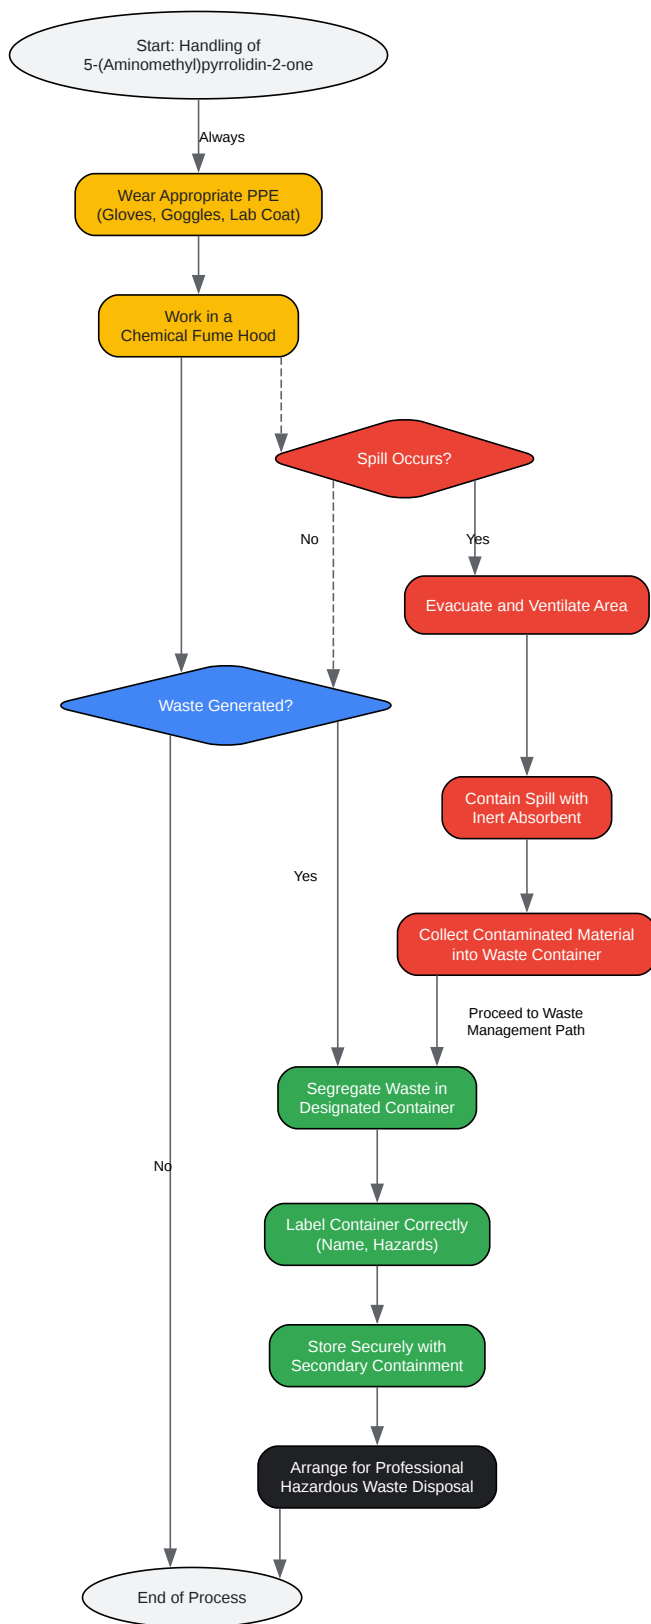 Start: Handling of
5-(Aminomethyl)pyrrolidin-2-one
Always
Wear Appropriate PPE
(Gloves, Goggles, Lab Coat)
Work in a
Chemical Fume Hood
Spill Occurs?
No
Yes
Evacuate and Ventilate Area
Waste Generated?
Contain Spill with
Inert Absorbent
Yes
Collect Contaminated Material
into Waste Container
Proceed to Waste
Management Path
Segregate Waste in
Designated Container
No
Label Container Correctly
(Name, Hazards)
Store Securely with
Secondary Containment
Arrange for Professional
Hazardous Waste Disposal
End of Process